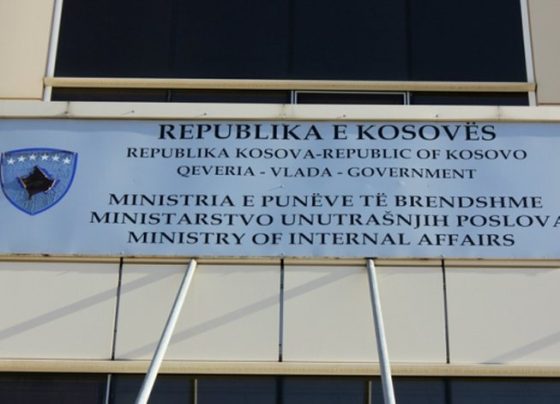 REPUBLIKA E KOSOVËS
REPUBLIKA KOSOVA-REPUBLIC OF KOSOVO
QEVERIA - VLADA - GOVERNMENT
MINISTRIA E PUNËVE TË BRENDSHME
MINISTARSTVO UNUTRAŠNJIH POSLOVA
MINISTRY OF INTERNAL AFFAIRS